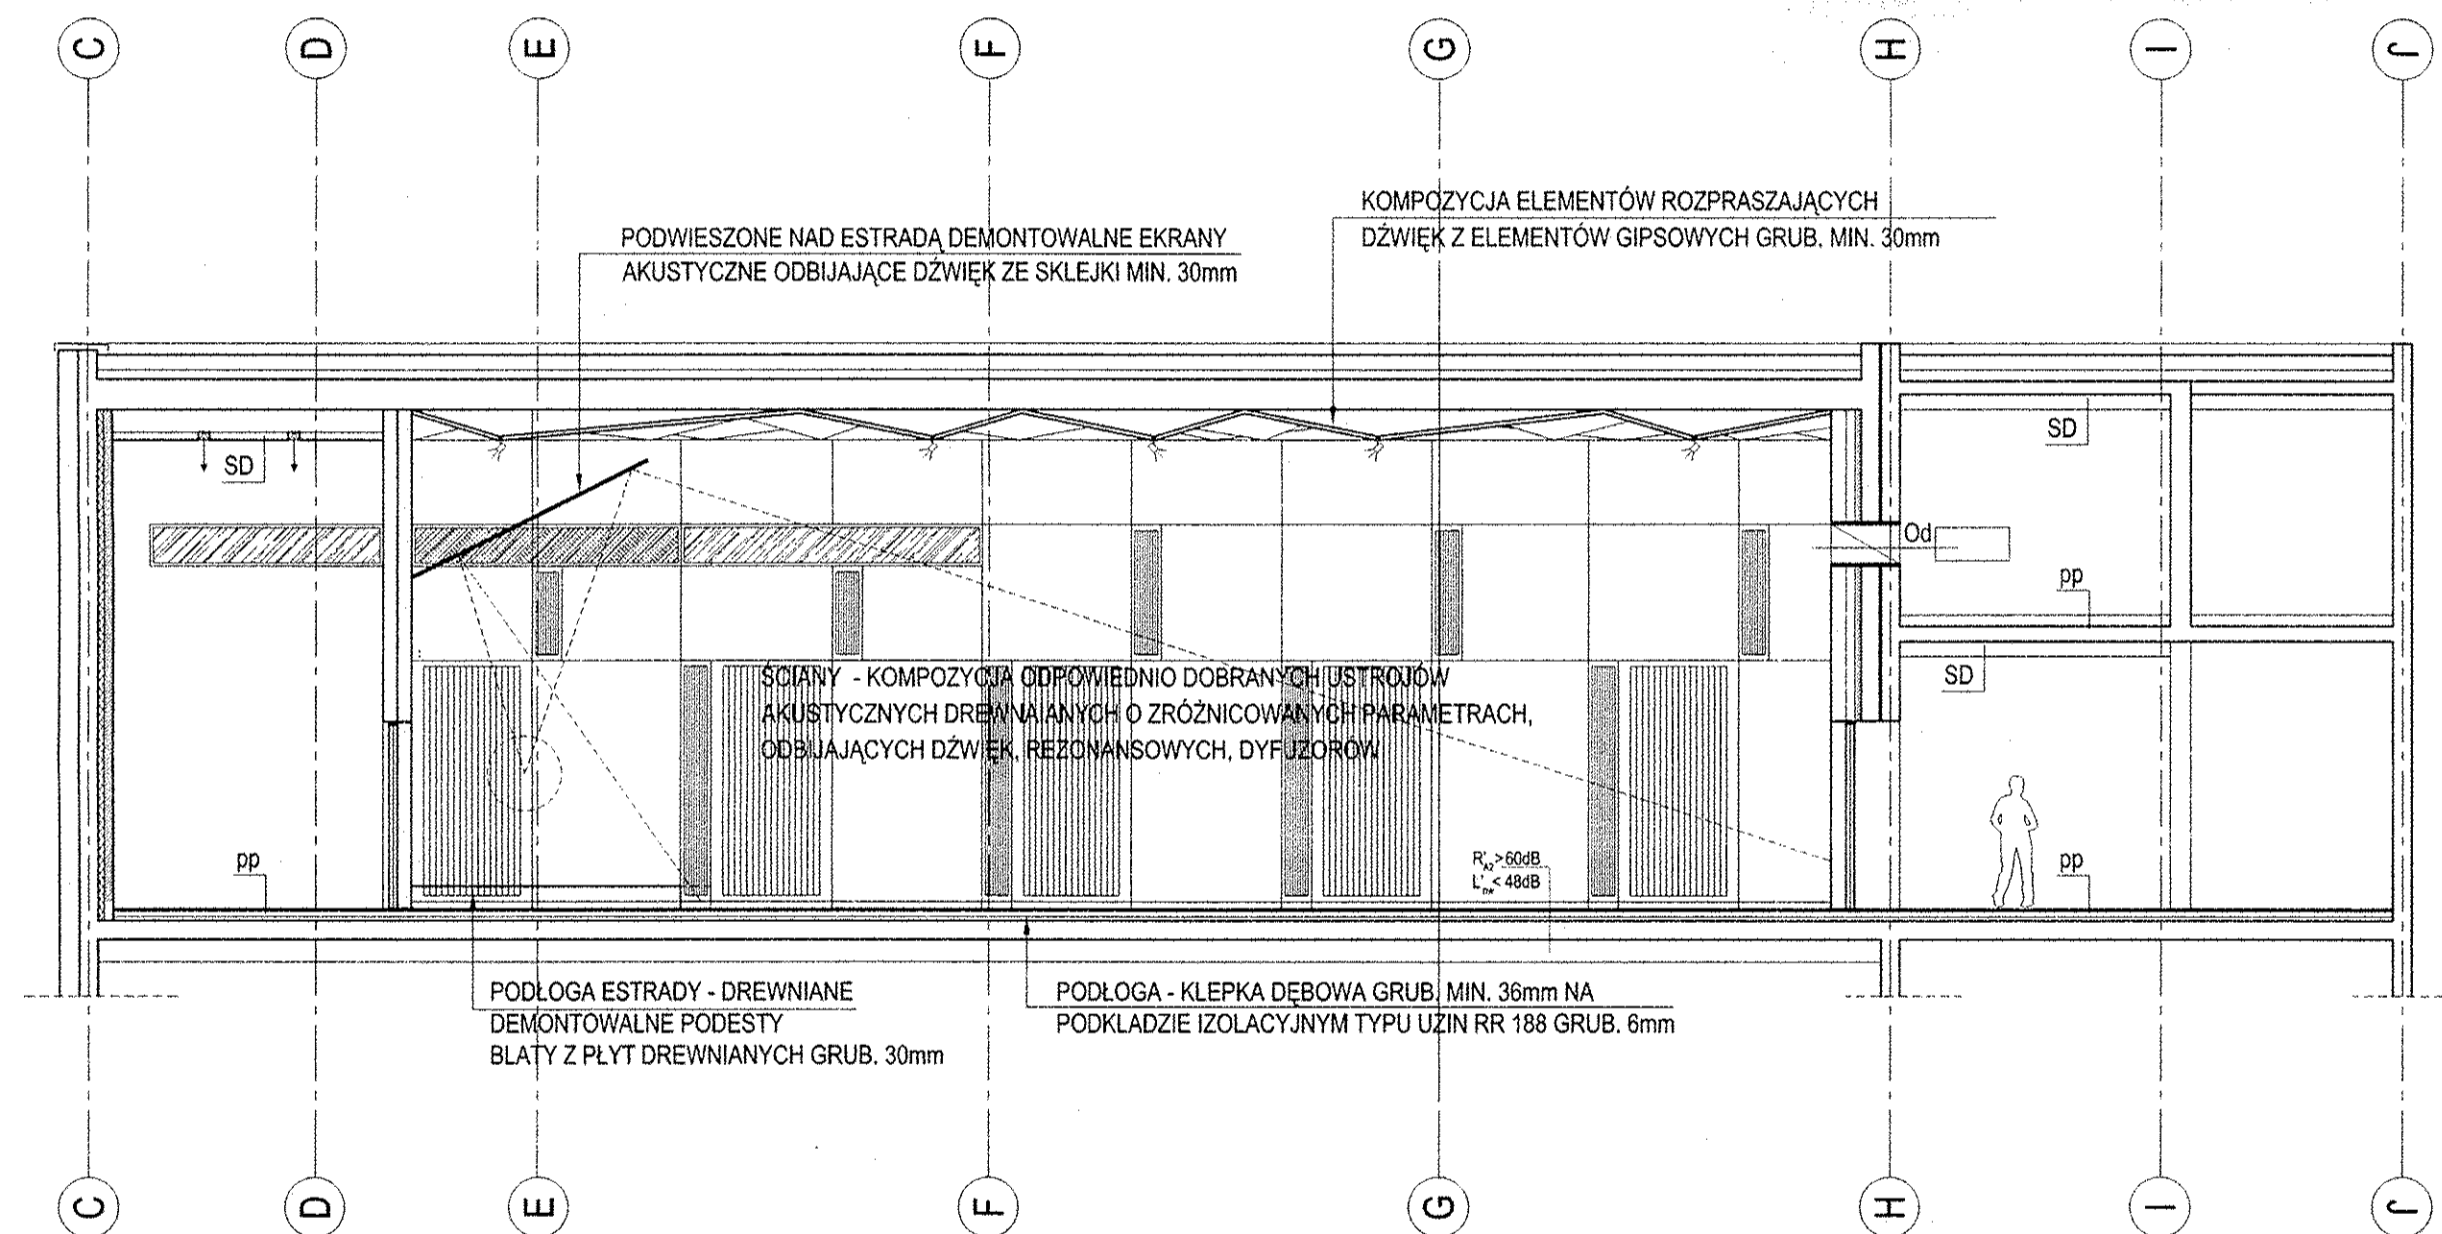 C D E F G H I J
KOMPOZYCJA ELEMENTÓW ROZPRASZAJĄCYCH
DŹWIĘK Z ELEMENTÓW GIPSOWYCH GRUB. MIN. 30mm
PODWIESZONE NAD ESTRADĄ DEMONTOWALNE EKRANY
AKUSTYCZNE ODBIJAJĄCE DŹWIĘK ZE SKLEJKI MIN. 30mm
SD
SD
Od
pp
SD
ŚCIANY - KOMPOZYCJA ODPOWIEDNIO DOBRANYCH USTROJÓW
AKUSTYCZNYCH DREWNAIANYCH O ZRÓŻNICOWANYCH PARAMETRACH,
ODBIJAJĄCYCH DŹWIĘK, REZONANSOWYCH, DYFUZORÓW
pp
R'A2>60dB
L'nw<48dB
pp
PODŁOGA ESTRADY - DREWNIANE
DEMONTOWALNE PODESTY
BLATY Z PŁYT DREWNIANYCH GRUB. 30mm
PODŁOGA - KLEPKA DĘBOWA GRUB. MIN. 36mm NA
PODKLADZIE IZOLACYJNYM TYPU UZIN RR 188 GRUB. 6mm
C D E F G H I J